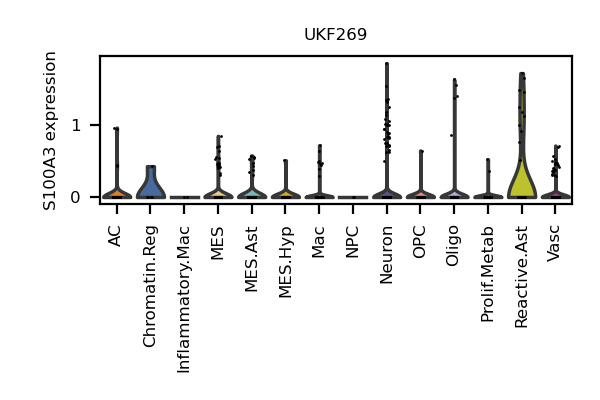 UKF269
S100A3 expression
1
0
AC
Chromatin.Reg
Inflammatory.Mac
MES
MES.Ast
MES.Hyp
Mac
NPC
Neuron
OPC
Oligo
Prolif.Metab
Reactive.Ast
Vasc